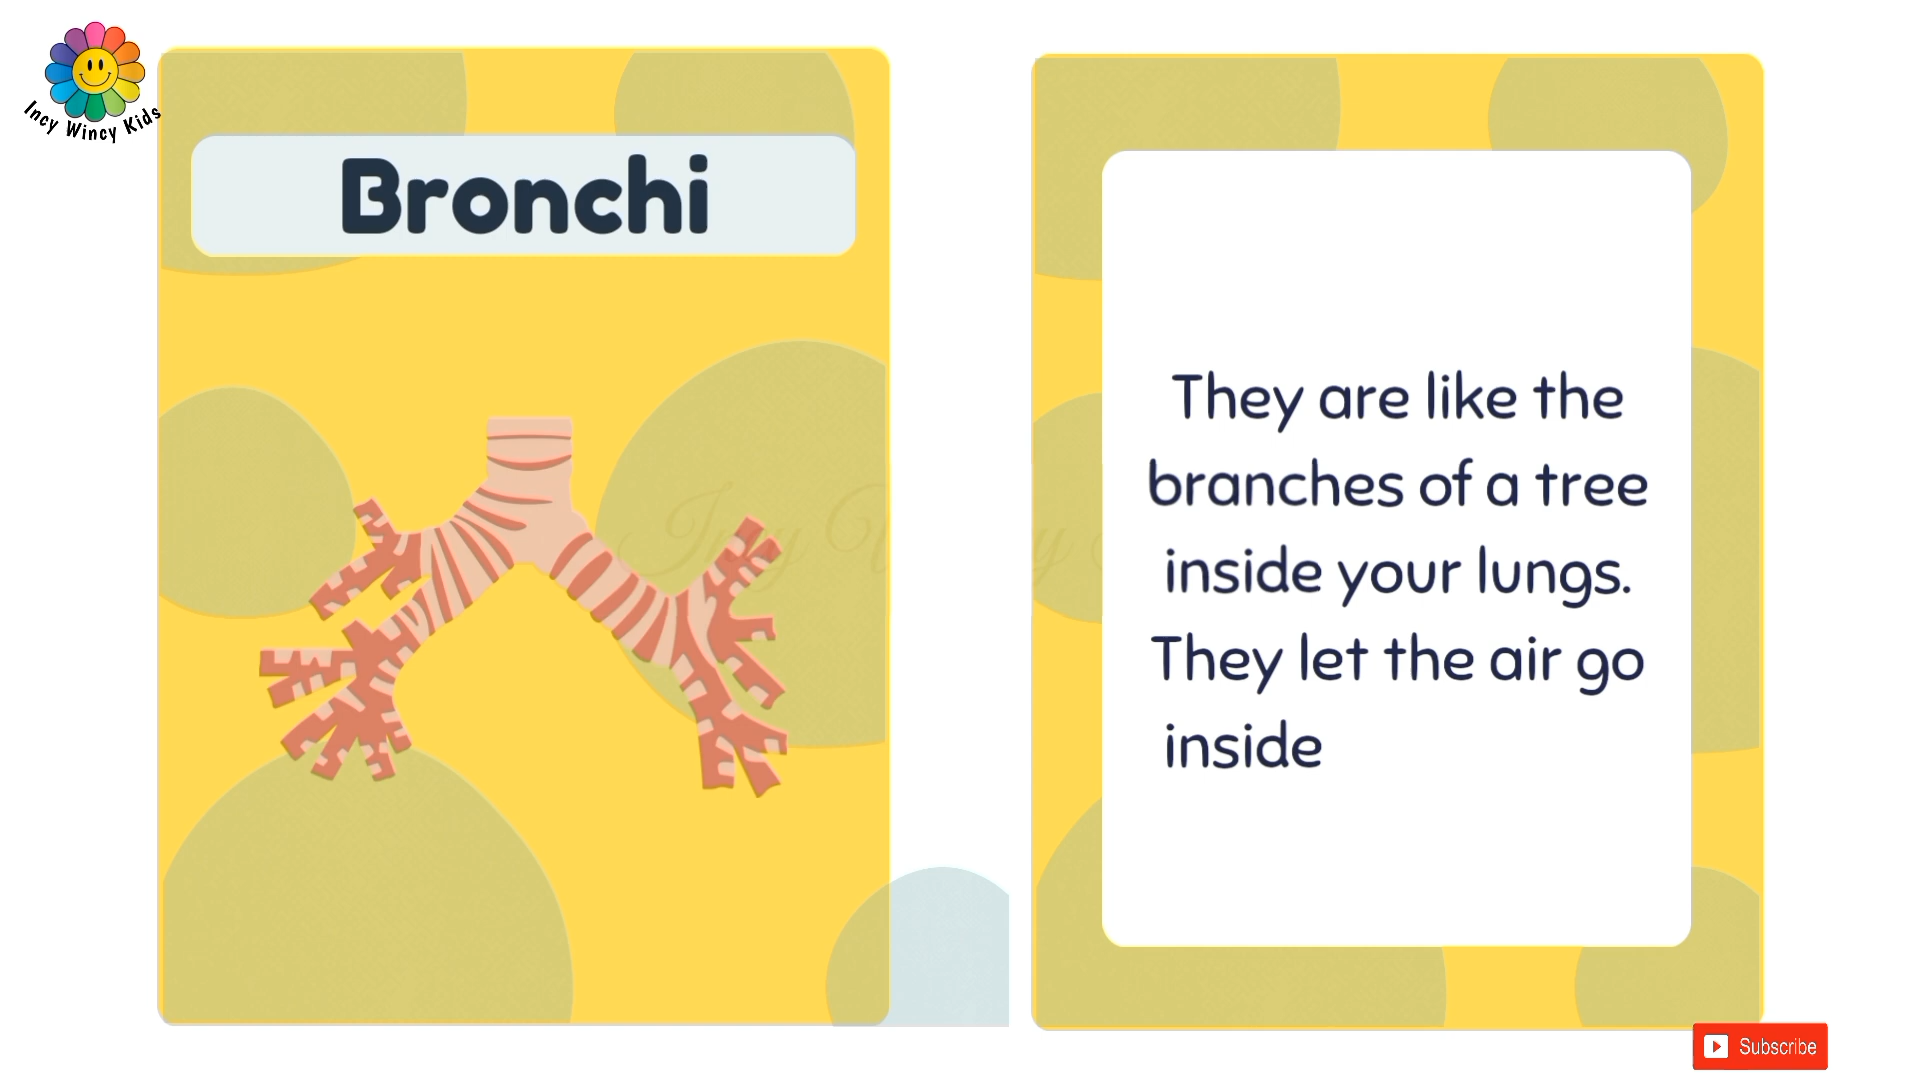 Incy Wincy Kids
Bronchi
They are like the
branches of a tree
inside your lungs.
They let the air go
inside
Subscribe